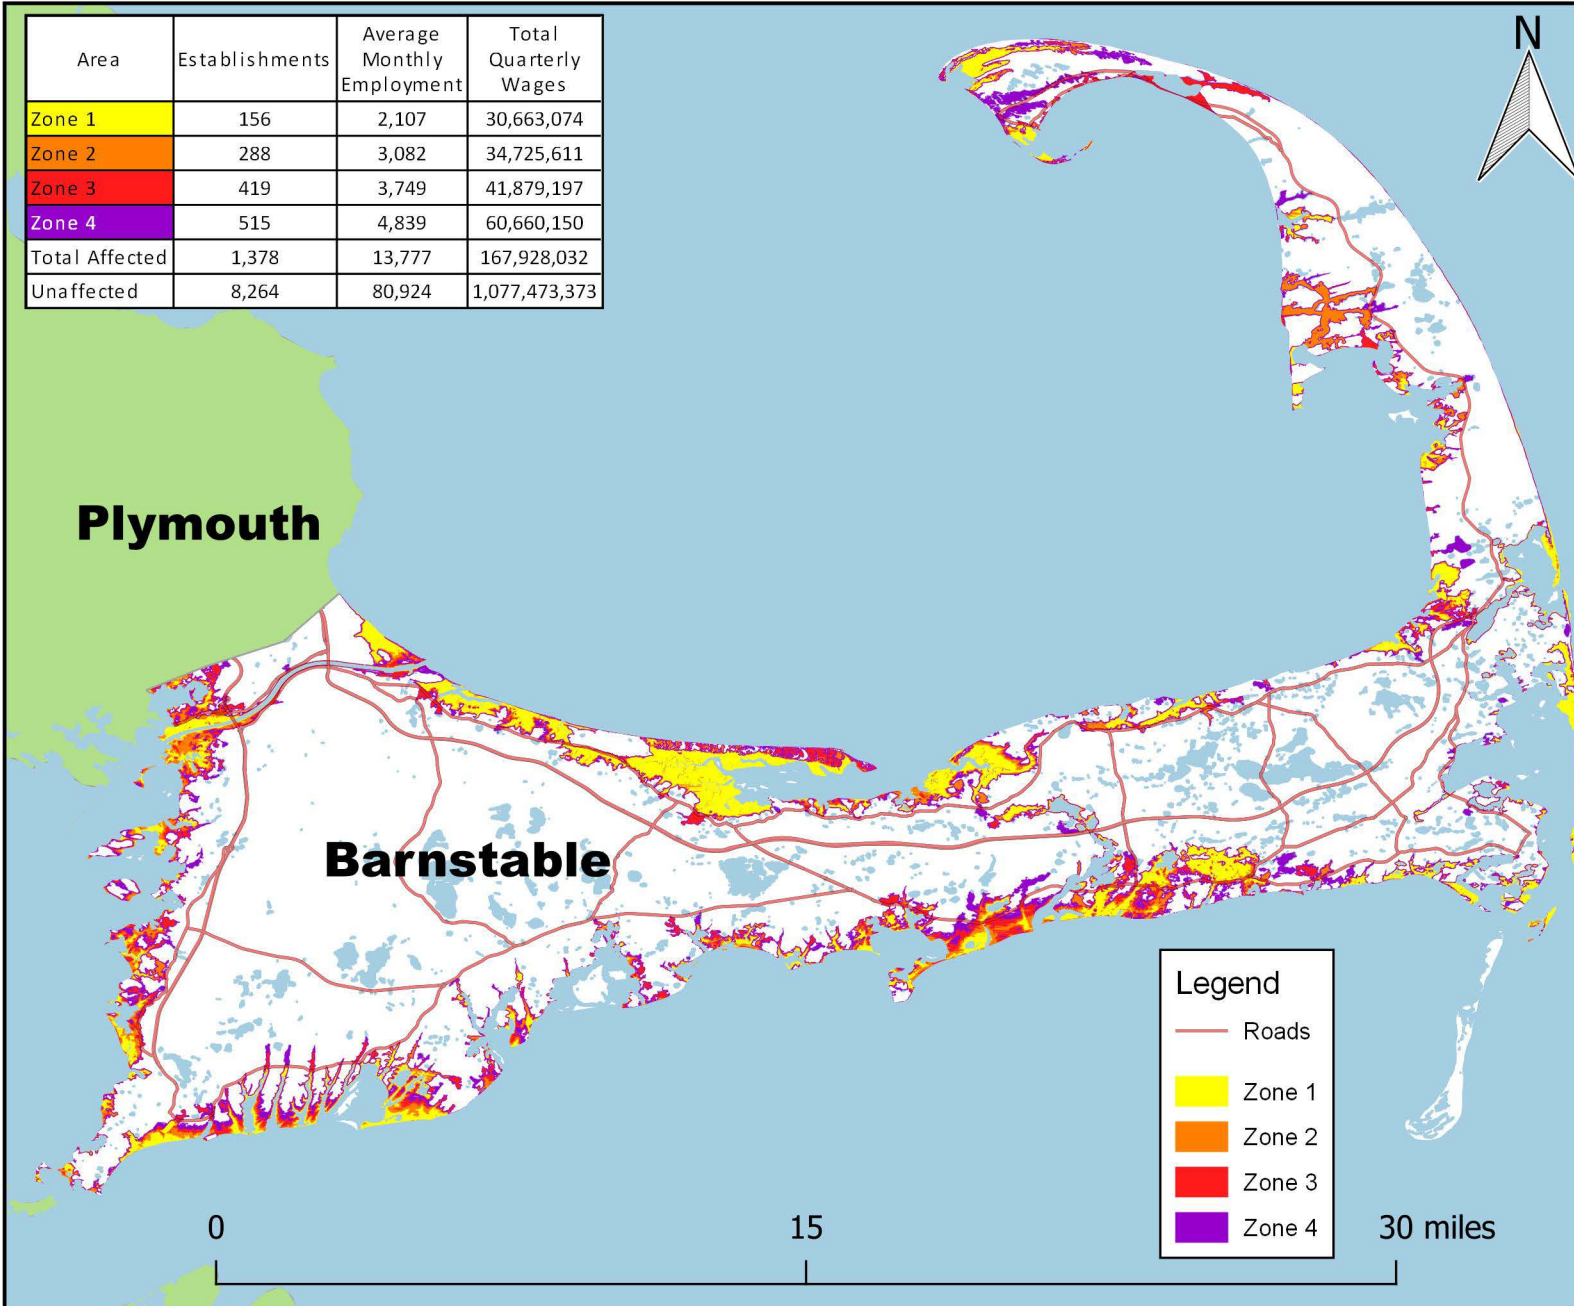 Area Establishments Average Monthly Employment Total Quarterly Wages
Zone 1 156 2,107 30,663,074
Zone 2 288 3,082 34,725,611
Zone 3 419 3,749 41,879,197
Zone 4 515 4,839 60,660,150
Total Affected 1,378 13,777 167,928,032
Unaffected 8,264 80,924 1,077,473,373
N
Plymouth
Barnstable
Legend
Roads
Zone 1
Zone 2
Zone 3
Zone 4
0 15 30 miles